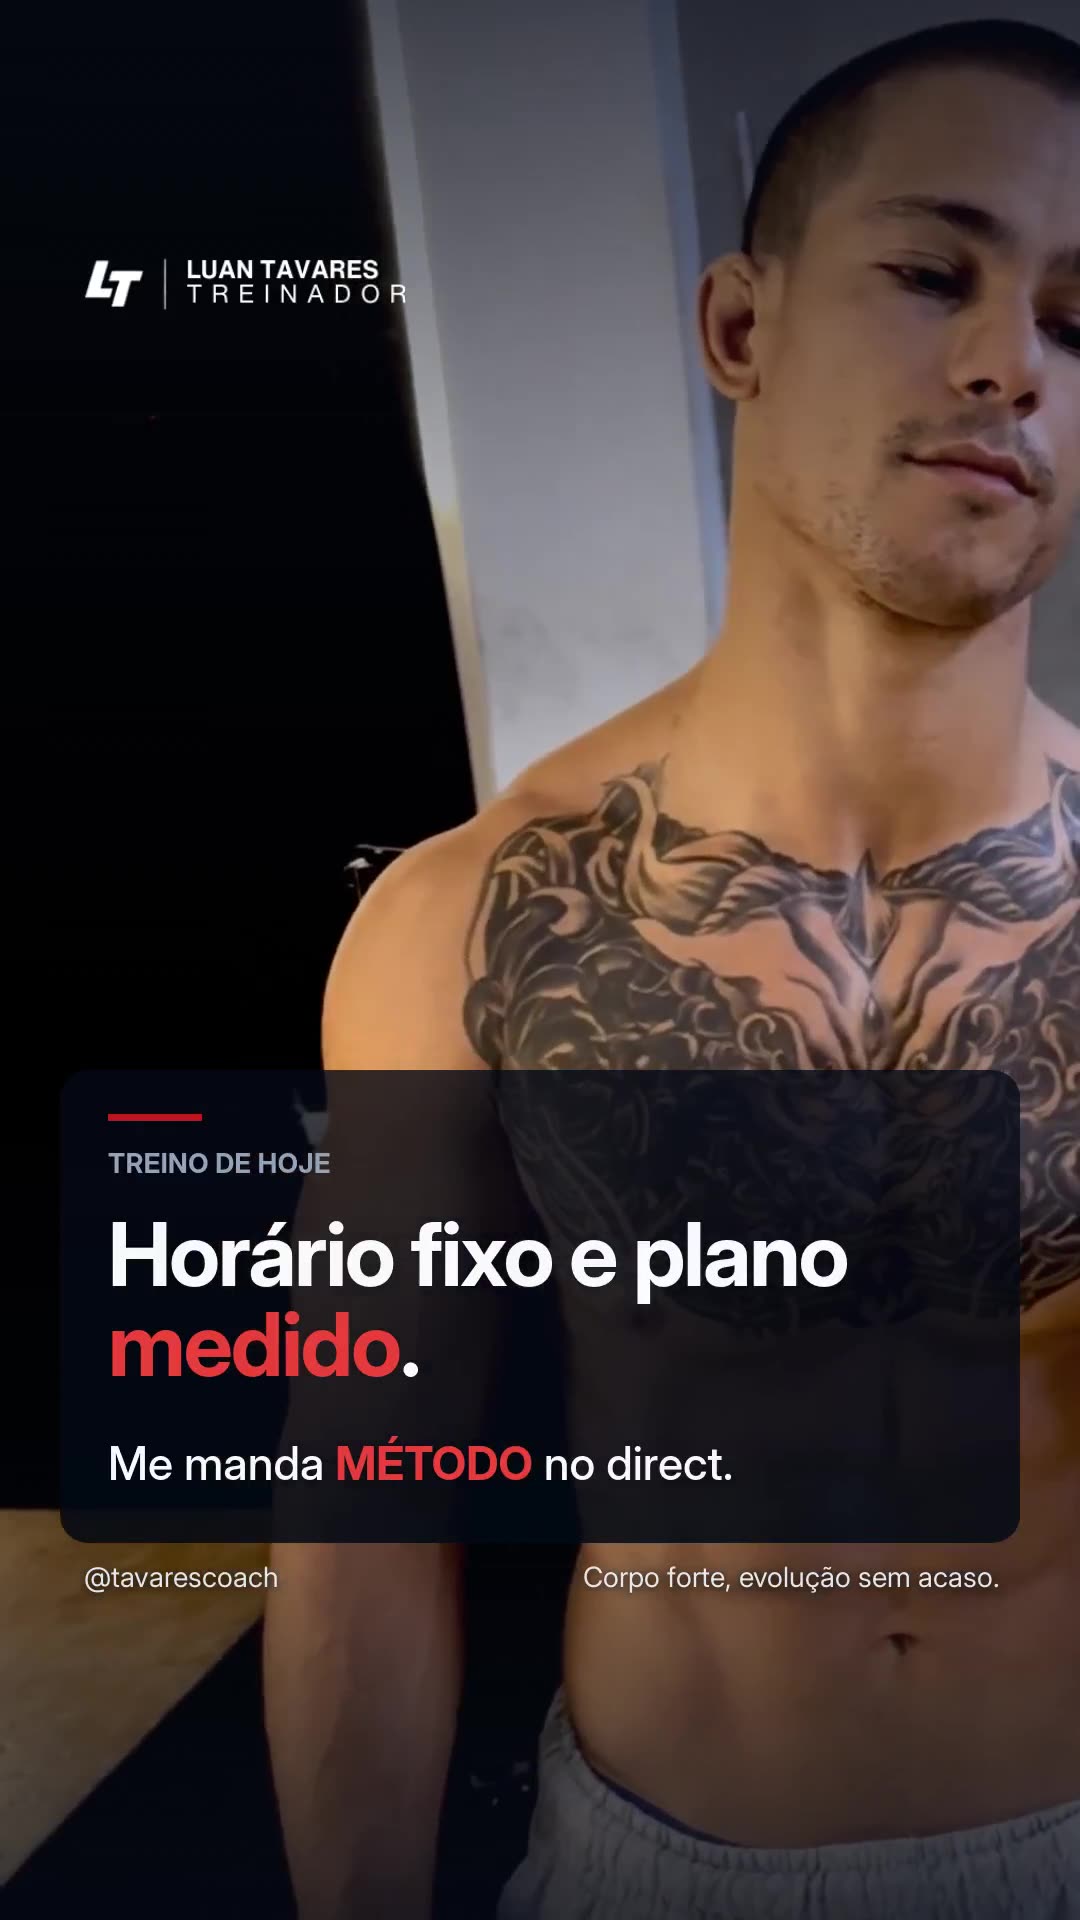 LT
LUAN TAVARES
TREINADOR
TREINO DE HOJE
Horário fixo e plano
medido.
Me manda MÉTODO no direct.
@tavarescoach
Corpo forte, evolução sem acaso.